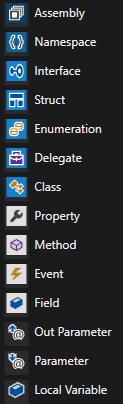 Assembly
Namespace
Interface
Struct
Enumeration
Delegate
Class
Property
Method
Event
Field
Out Parameter
Parameter
Local Variable